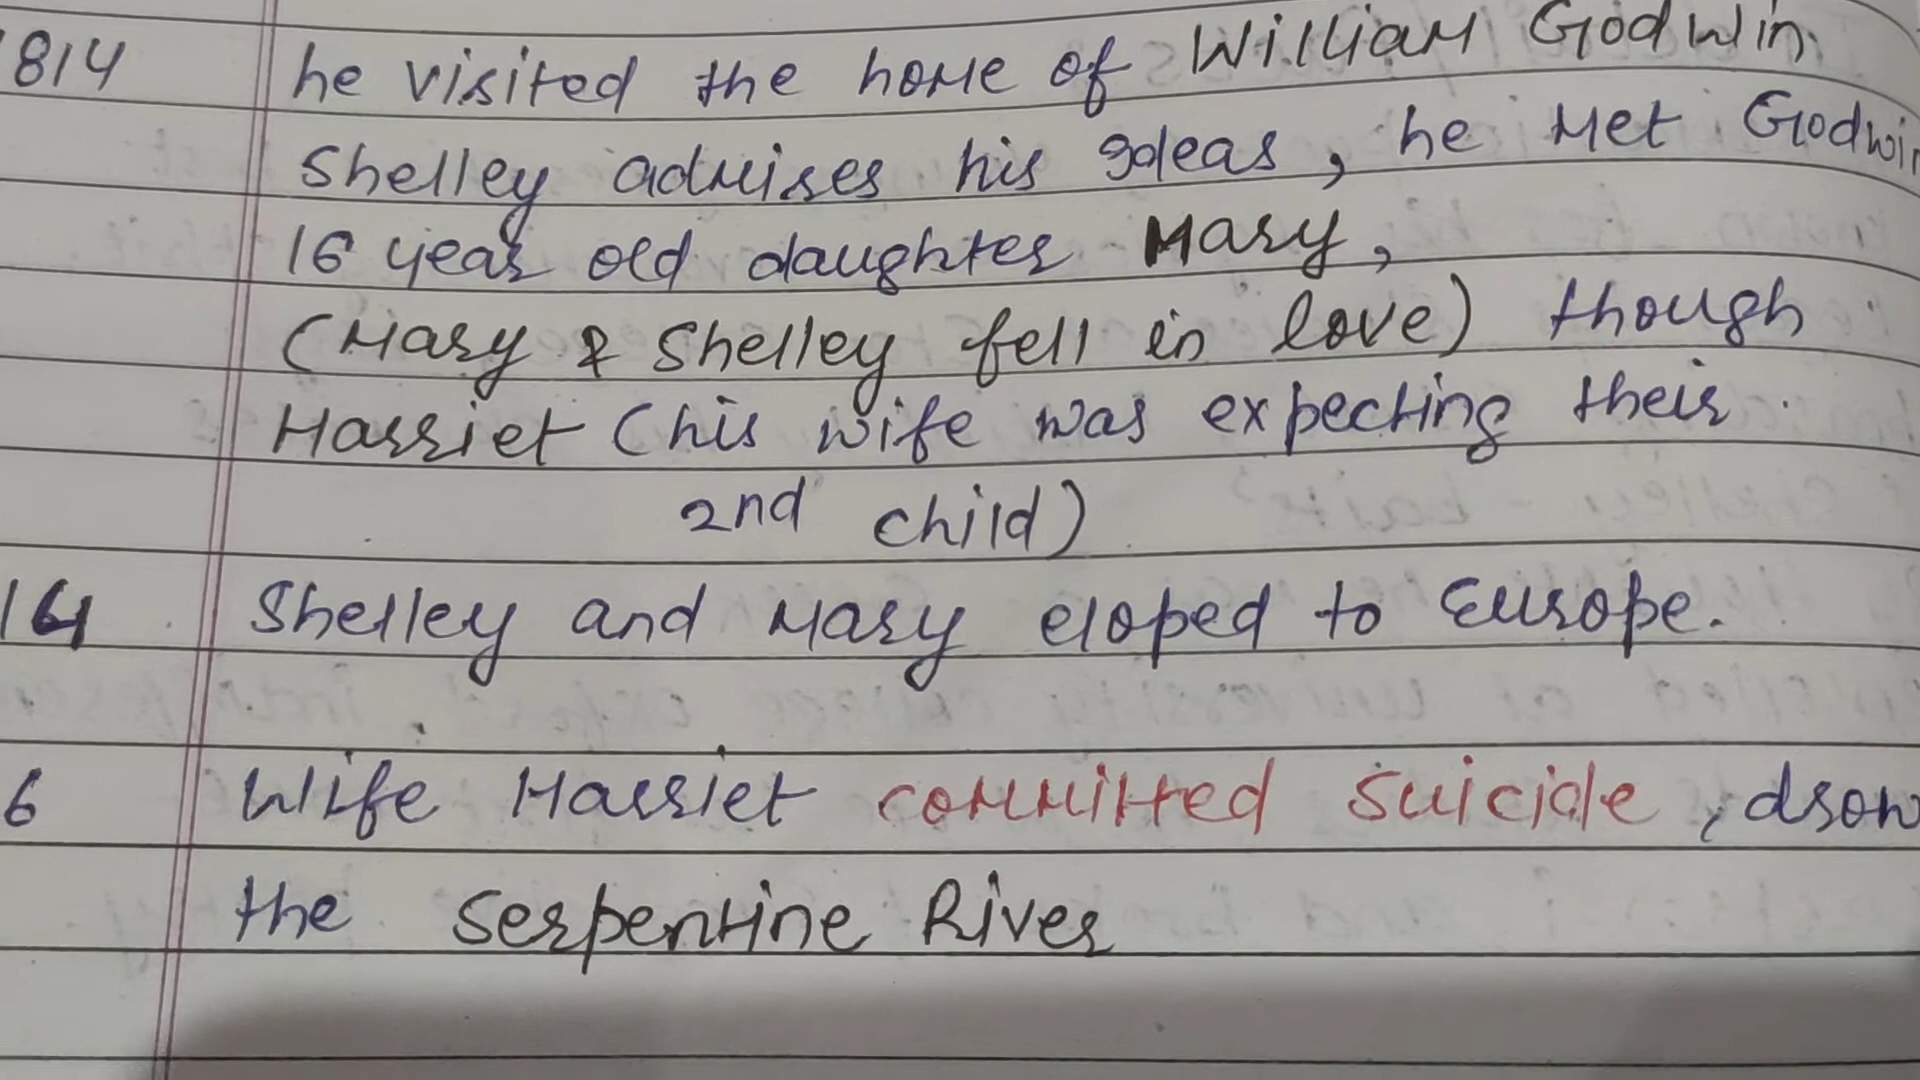 814 he visited the home of William Godwin.
Shelley admises his Ideas, he met Godwin
16 year old daughter Mary,
(Mary & Shelley fell in love) though
Harriet (his wife was expecting their
2nd child)
14 Shelley and Mary eloped to Europe.
6 Wife Harriet committed suicide, drow
the Serpentine River